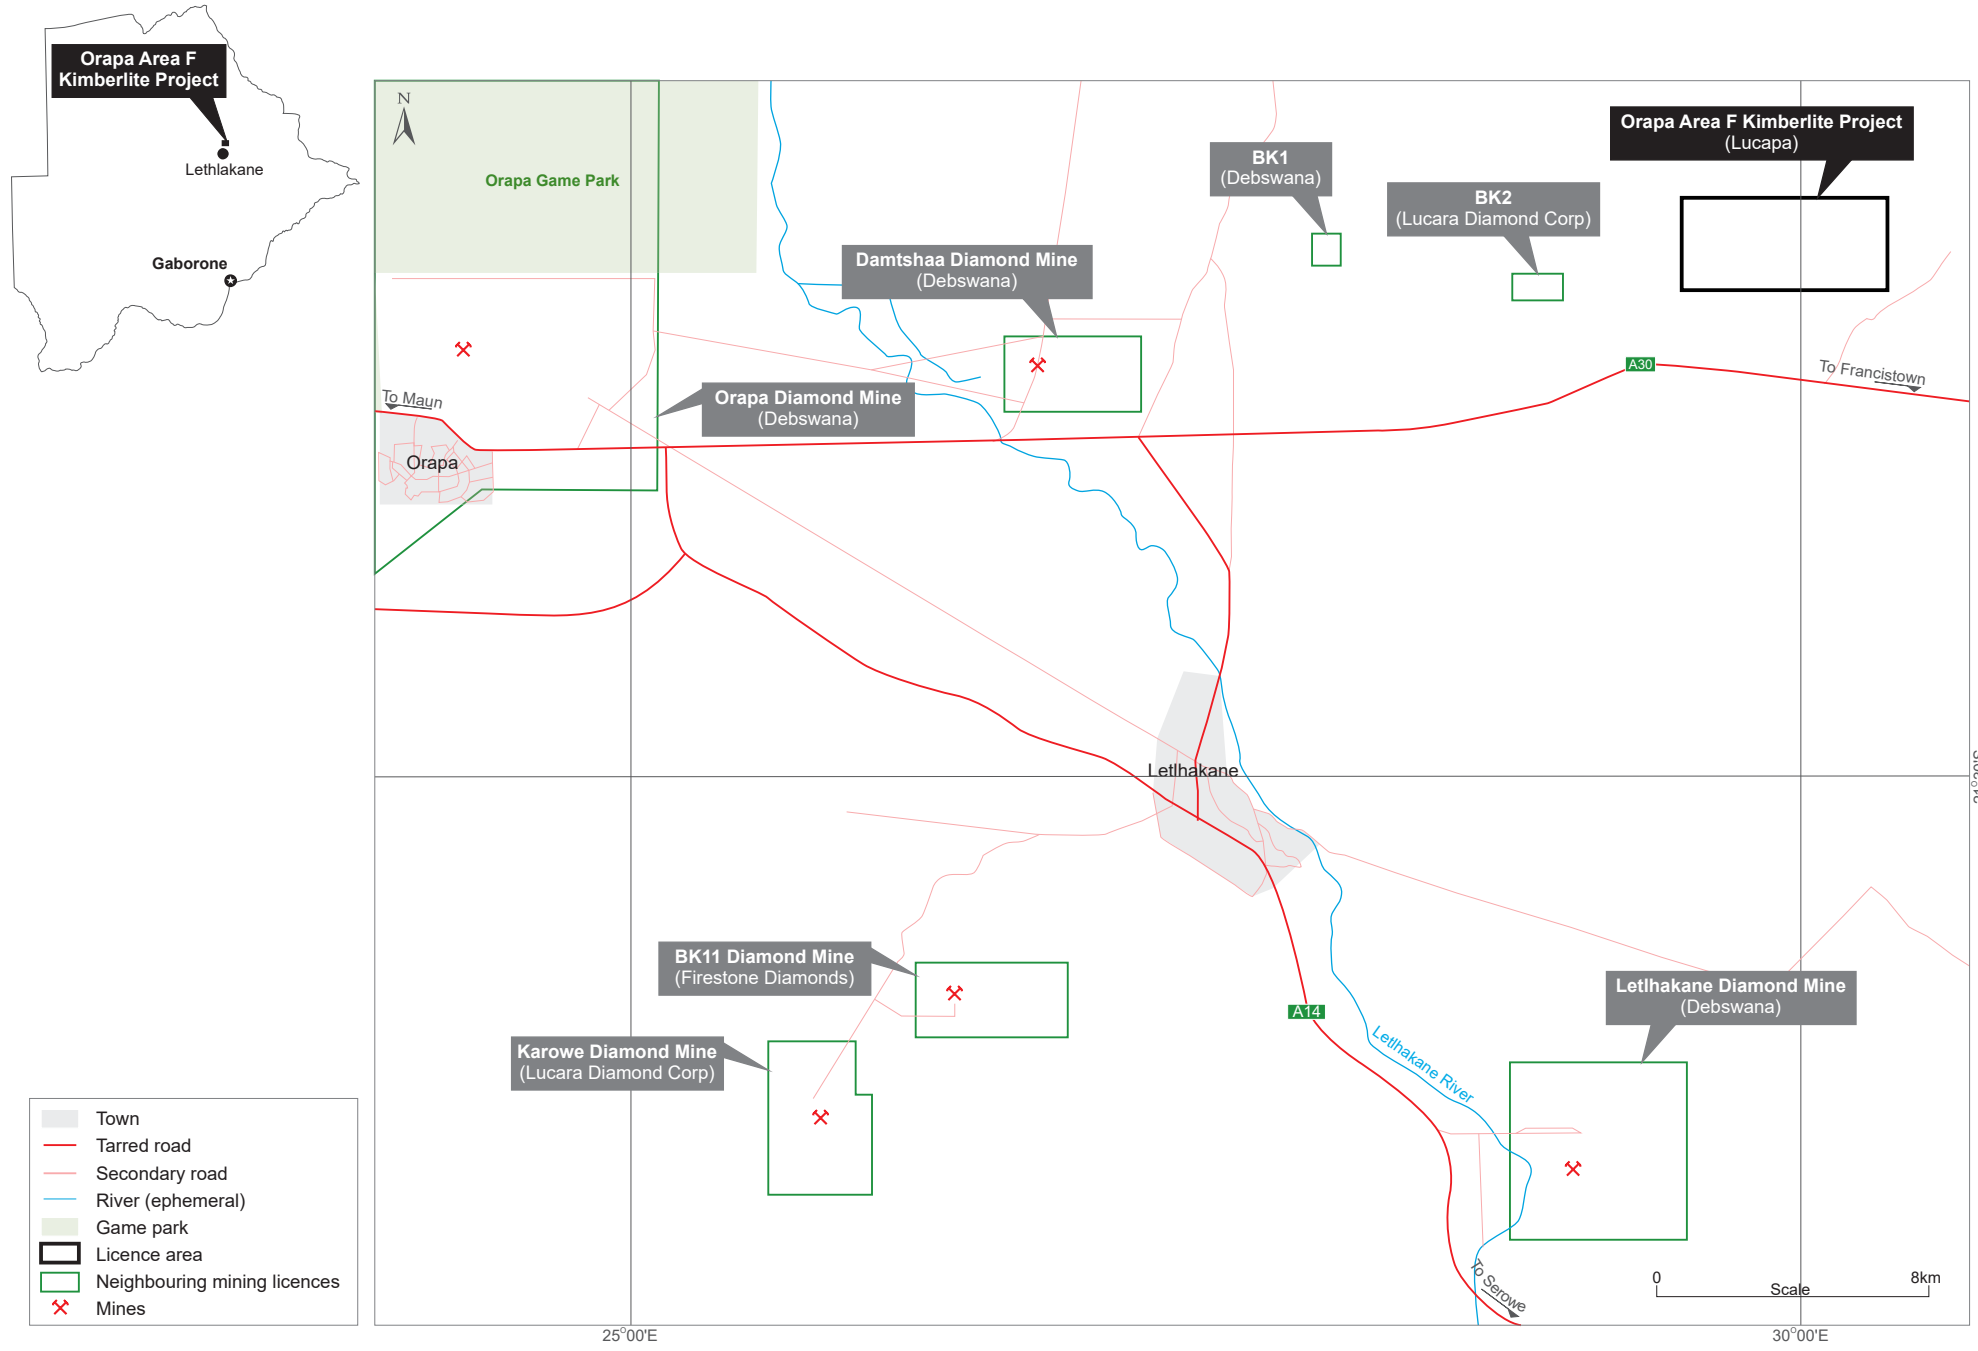 Orapa Area F
Kimberlite Project
Lethlakane
Gaborone
N
Orapa Game Park
BK1
(Debswana)
BK2
(Lucara Diamond Corp)
Orapa Area F Kimberlite Project
(Lucapa)
Damtshaa Diamond Mine
(Debswana)
A30
To Francistown
To Maun
Orapa Diamond Mine
(Debswana)
Orapa
Letlhakane
BK11 Diamond Mine
(Firestone Diamonds)
Karowe Diamond Mine
(Lucara Diamond Corp)
A14
Letlhakane River
Letlhakane Diamond Mine
(Debswana)
To Serowe
Town
Tarred road
Secondary road
River (ephemeral)
Game park
Licence area
Neighbouring mining licences
Mines
0
8km
Scale
25°00'E
30°00'E